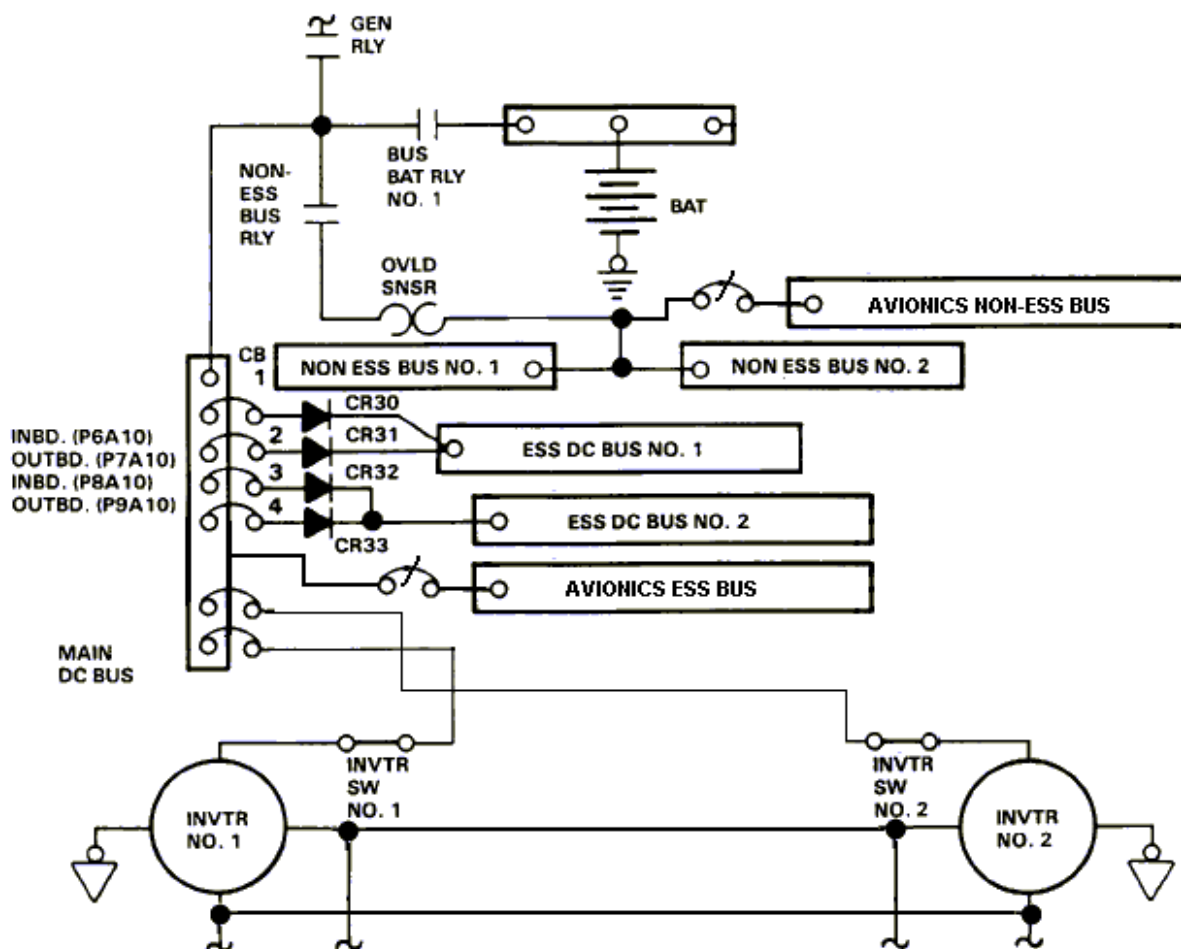 GEN
RLY
BUS
BAT RLY
NO. 1
NON-
ESS
BUS
RLY
BAT
OVLD
SNSR
AVIONICS NON-ESS BUS
CB
1
NON ESS BUS NO. 1
NON ESS BUS NO. 2
CR30
INBD. (P6A10)
2
CR31
ESS DC BUS NO. 1
OUTBD. (P7A10)
INBD. (P8A10)
3
CR32
OUTBD. (P9A10)
4
ESS DC BUS NO. 2
CR33
AVIONICS ESS BUS
MAIN
DC BUS
INVTR
SW
NO. 1
INVTR
SW
NO. 2
INVTR
NO. 1
INVTR
NO. 2